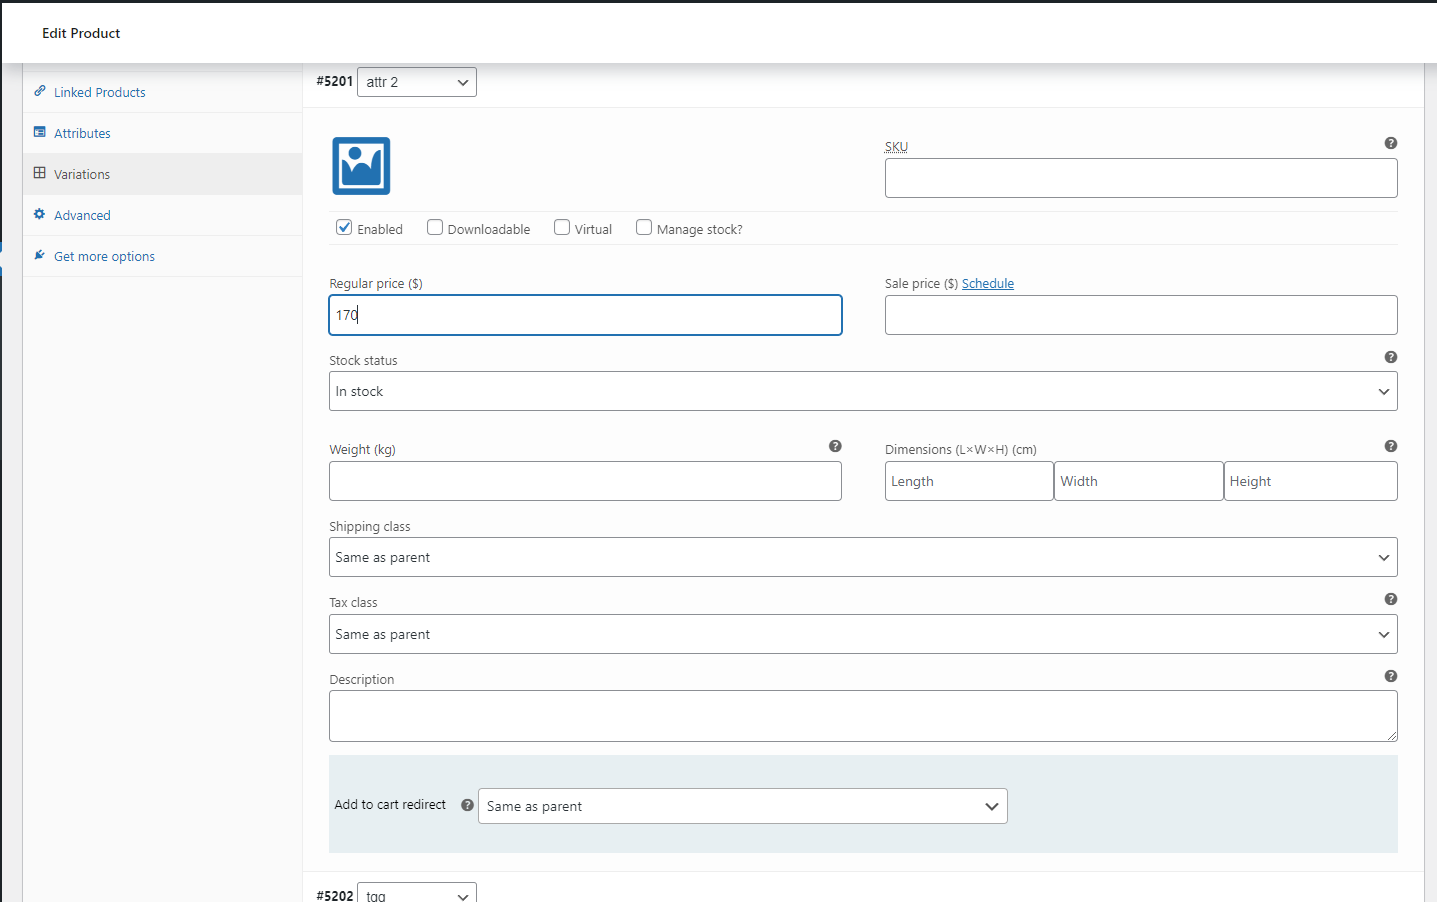 Edit Product
Linked Products
Attributes
Variations
Advanced
Get more options
#5201 attr 2
SKU
Enabled Downloadable Virtual Manage stock?
Regular price ($) Sale price ($) Schedule
170
Stock status
In stock
Weight (kg) Dimensions (L×W×H) (cm)
Length Width Height
Shipping class
Same as parent
Tax class
Same as parent
Description
Add to cart redirect Same as parent
#5202